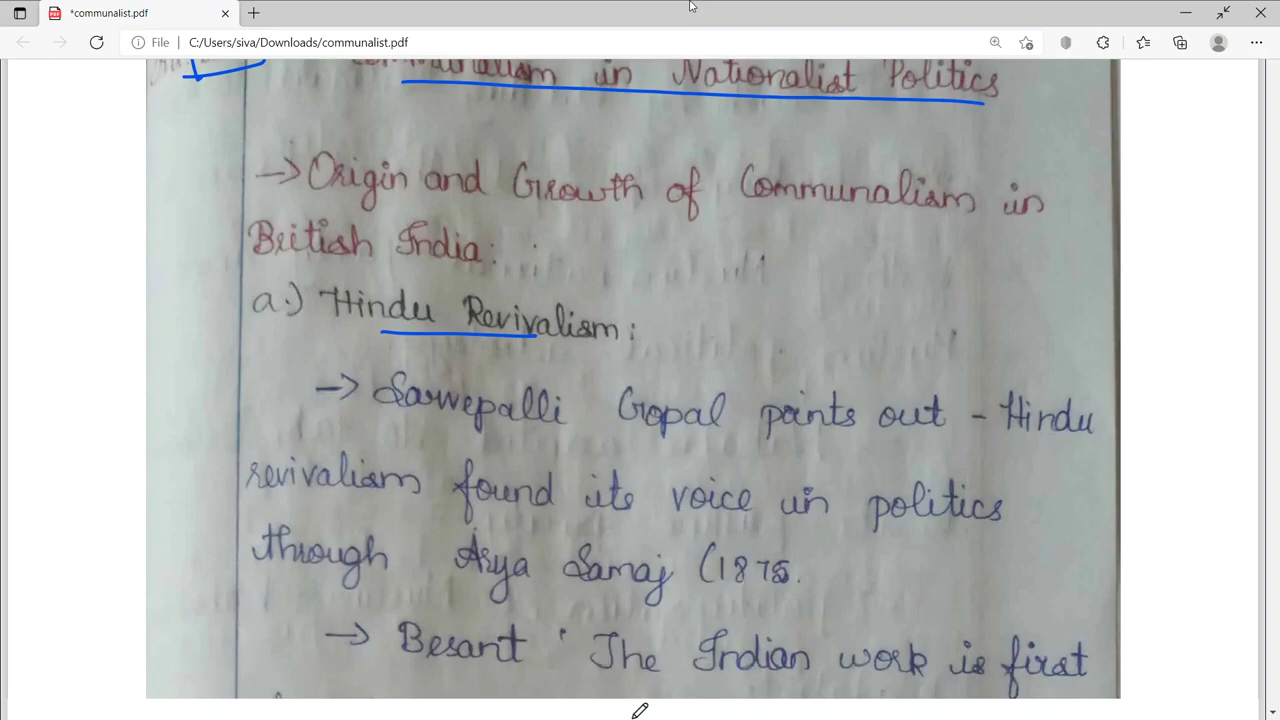 *communalist.pdf
File C:/Users/siva/Downloads/communalist.pdf
Communalism in Nationalist Politics
→ Origin and Growth of Communalism in
British India:
a.) Hindu Revivalism:
→ Sarvepalli Gopal points out - Hindu
revivalism found its voice in politics
through Arya Samaj (1875.
→ Besant ' The Indian work is first